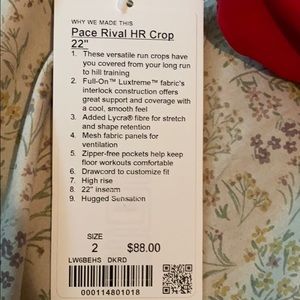 WHY WE MADE THIS
Pace Rival HR Crop
22"
1. These versatile run crops have
you covered from your long run
to hill training
2. Full-On™ Luxtreme™ fabric's
interlock construction offers
great support and coverage with
a cool, smooth feel
3. Added Lycra® fibre for stretch
and shape retention
4. Mesh fabric panels for
ventilation
5. Zipper-free pockets help keep
floor workouts comfortable
6. Drawcord to customize fit
7. High rise
8. 22" inseam
9. Hugged Sensation
SIZE
2 $88.00
LW6BEHS DKRD
000114801018